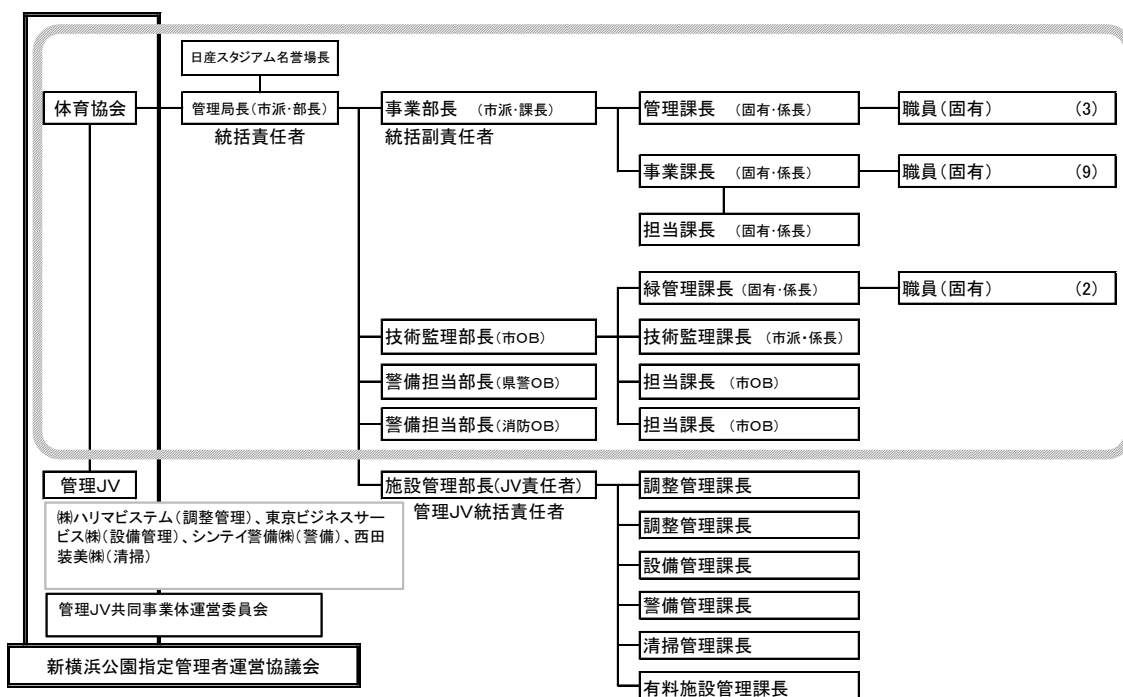 日産スタジアム名誉場長
体育協会
管理局長(市派・部長)
統括責任者
事業部長 (市派・課長)
統括副責任者
管理課長 (固有・係長)
職員(固有) (3)
事業課長 (固有・係長)
職員(固有) (9)
担当課長 (固有・係長)
緑管理課長 (固有・係長)
職員(固有) (2)
技術監理部長(市OB)
技術監理課長 (市派・係長)
警備担当部長(県警OB)
担当課長 (市OB)
警備担当部長(消防OB)
担当課長 (市OB)
管理JV
施設管理部長(JV責任者)
管理JV統括責任者
調整管理課長
調整管理課長
設備管理課長
警備管理課長
清掃管理課長
有料施設管理課長
㈱ハリマビステム(調整管理)、東京ビジネスサー
ビス㈱(設備管理)、シンテイ警備㈱(警備)、西田
装美㈱(清掃)
管理JV共同事業体運営委員会
新横浜公園指定管理者運営協議会